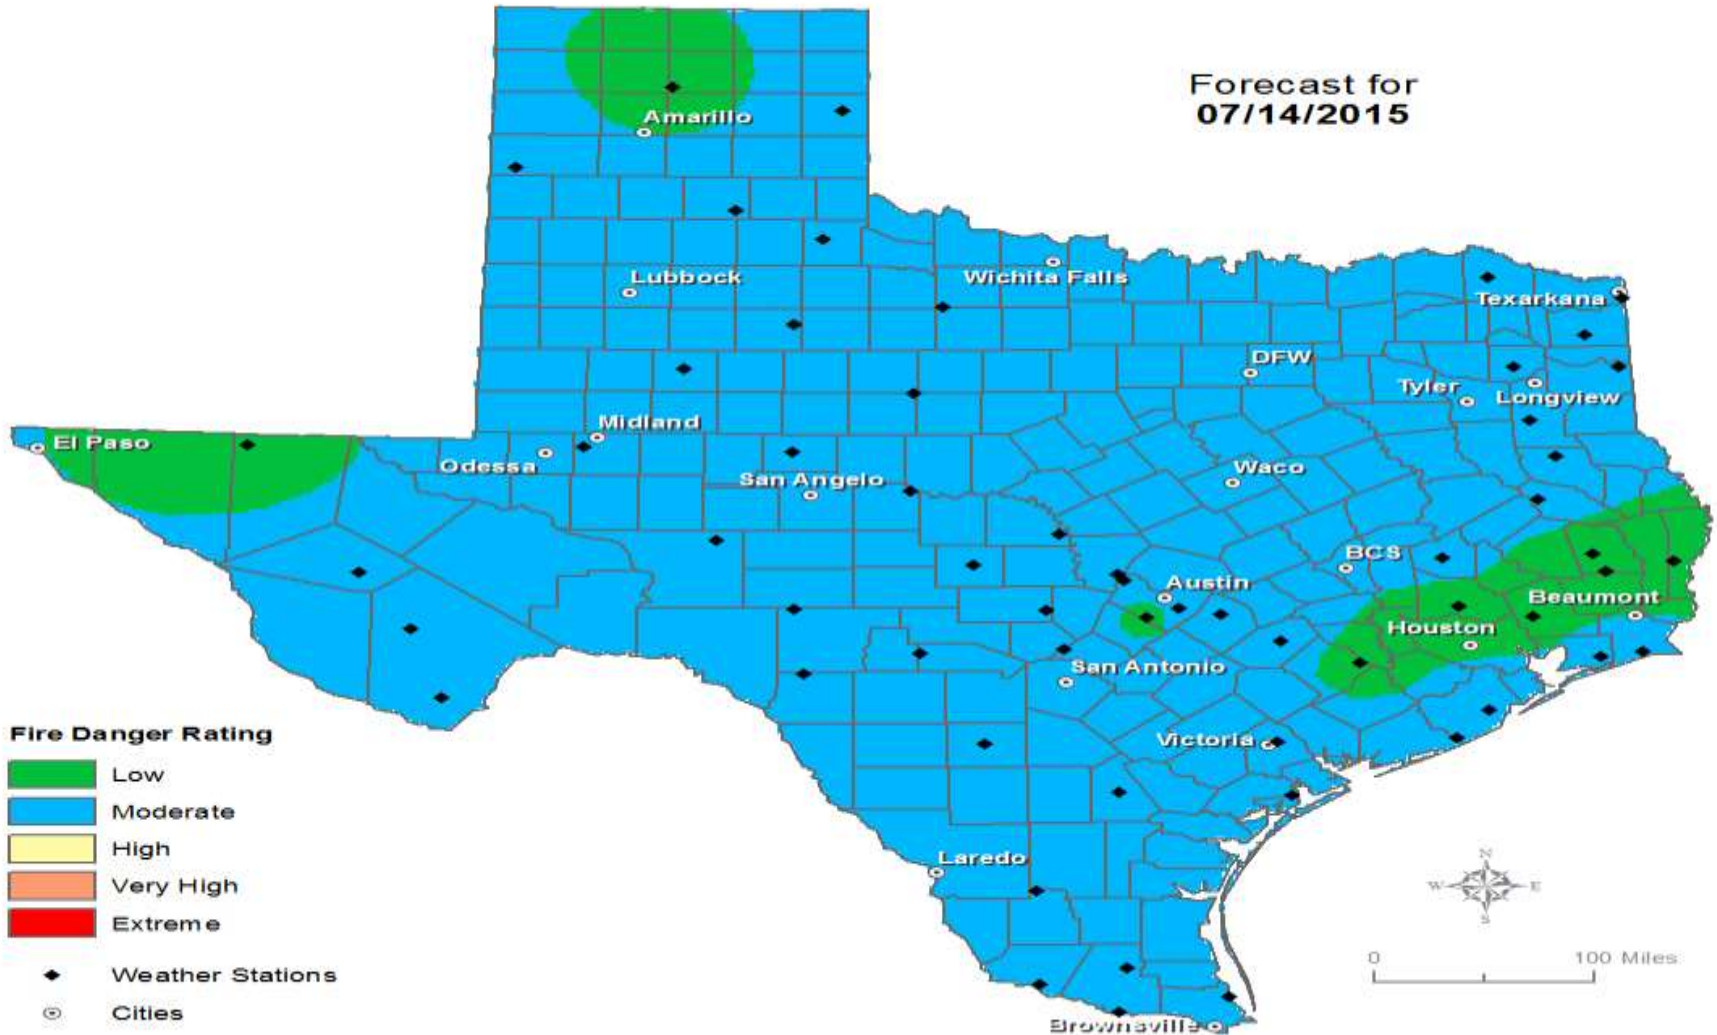 Forecast for
07/14/2015
Amarillo
Lubbock
Wichita Falls
Texarkana
DFW
Tyler
Longview
Midland
El Paso
Odessa
San Angelo
Waco
BCS
Austin
Beaumont
Houston
San Antonio
Victoria
Laredo
Brownsville
Fire Danger Rating
Low
Moderate
High
Very High
Extreme
Weather Stations
Cities
N
W E
S
0 100 Miles